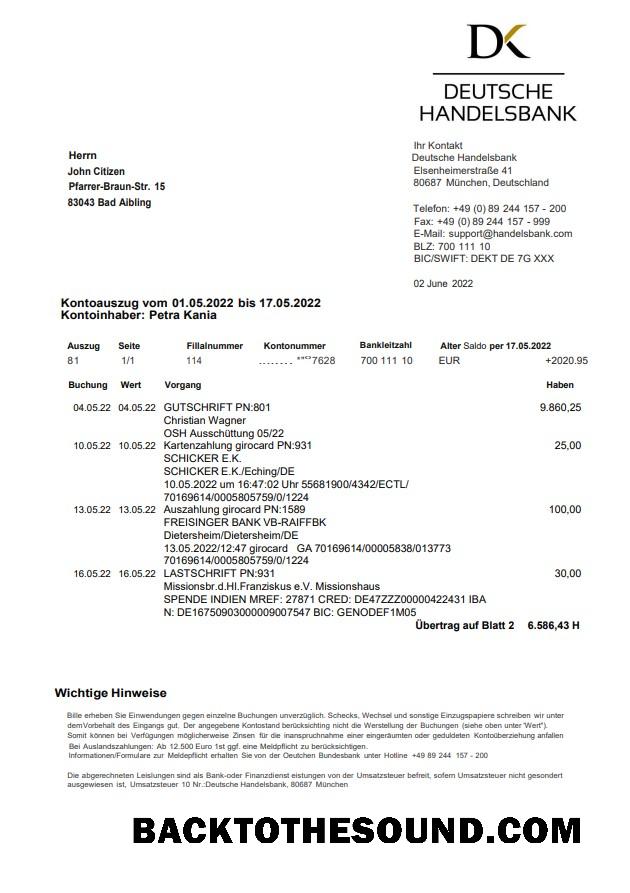 DK
DEUTSCHE
HANDELSBANK
Ihr Kontakt
Deutsche Handelsbank
Elsenheimerstraße 41
80687 München, Deutschland
Herrn
John Citizen
Pfarrer-Braun-Str. 15
83043 Bad Aibling
Telefon: +49 (0) 89 244 157 - 200
Fax: +49 (0) 89 244 157 - 999
E-Mail: support@handelsbank.com
BLZ: 700 111 10
BIC/SWIFT: DEKT DE 7G XXX
02 June 2022
Kontoauszug vom 01.05.2022 bis 17.05.2022
Kontoinhaber: Petra Kania
Auszug Seite Fillalnummer Kontonummer Bankleitzahl Alter Saldo per 17.05.2022
81 1/1 114 7628 700 111 10 EUR +2020.95
Buchung Wert Vorgang Haben
04.05.22 04.05.22 GUTSCHRIFT PN:801 9.860,25
Christian Wagner
OSH Ausschüttung 05/22
10.05.22 10.05.22 Kartenzahlung girocard PN:931 25,00
SCHICKER E.K.
SCHICKER E.K./Eching/DE
10.05.2022 um 16:47:02 Uhr 55681900/4342/ECTL/
70169614/0005805759/0/1224
13.05.22 13.05.22 Auszahlung girocard PN:1589 100,00
FREISINGER BANK VB-RAIFFBK
Dietersheim/Dietersheim/DE
13.05.2022/12:47 girocard GA 70169614/00005838/013773
70169614/0005805759/0/1224
16.05.22 16.05.22 LASTSCHRIFT PN:931 30,00
Missionsbr.d.Hl.Franziskus e.V. Missionshaus
SPENDE INDIEN MREF: 27871 CRED: DE47ZZZ00000422431 IBA
N: DE16750903000009007547 BIC: GENODEF1M05
Übertrag auf Blatt 2 6.586,43 H
Wichtige Hinweise
Bille erheben Sie Einwendungen gegen einzelne Buchungen unverzüglich. Schecks, Wechsel und sonstige Einzugspapiere schreiben wir unter
demVorbehalt des Eingangs gut. Der angegebene Kontostand berücksichting nicht die Werstellung der Buchungen (siehe oben unter 'Wert").
Somit können bei Verfügungen möglicherweise Zinsen für die inanspruchnahme einer eingeräumten oder geduldeten Kontoüberziehung anfallen
Bei Auslandszahlungen: Ab 12.500 Euro 1st ggf. eine Meldpflicht zu berücksichtigen.
Informationen/Formulare zur Meldepflicht erhalten Sie von der Oeutchen Bundesbank unter Hotline +49 89 244 157 - 200
Die abgerechneten Leislungen sind als Bank-oder Finanzdienst eistungen von der Umsatzsteuer befreit, sofern Umsatzsteuer nicht gesondert
ausgewiesen ist, Umsatzsteuer 10 Nr.:Deutsche Handelsbank, 80687 München
BACKTOTHESOUND.COM